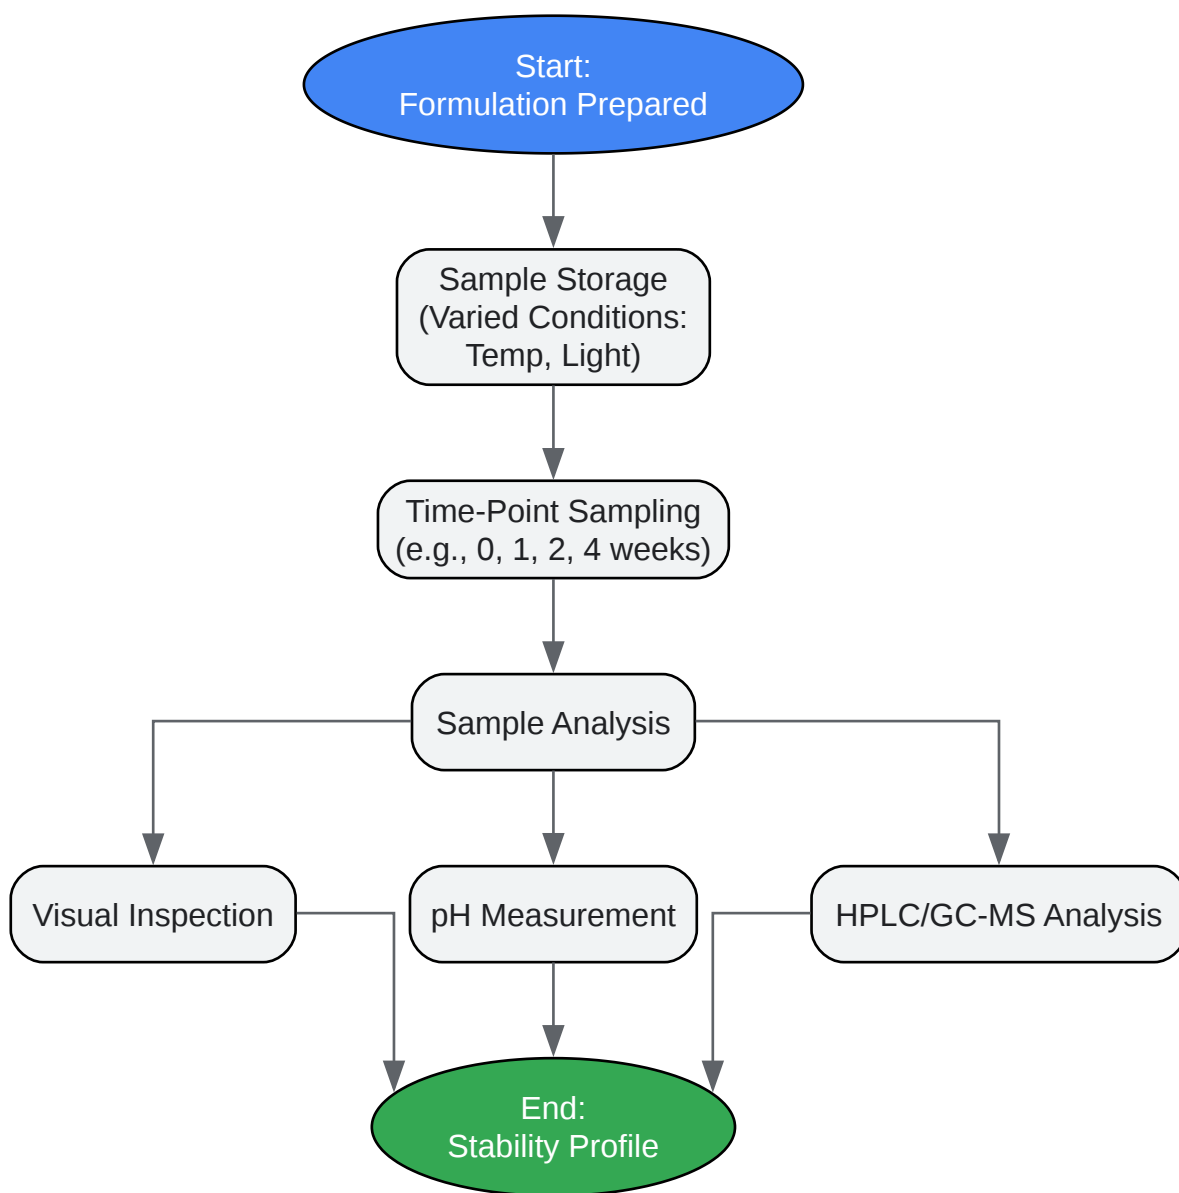 Start:
Formulation Prepared
Sample Storage
(Varied Conditions:
Temp, Light)
Time-Point Sampling
(e.g., 0, 1, 2, 4 weeks)
Sample Analysis
Visual Inspection
pH Measurement
HPLC/GC-MS Analysis
End:
Stability Profile